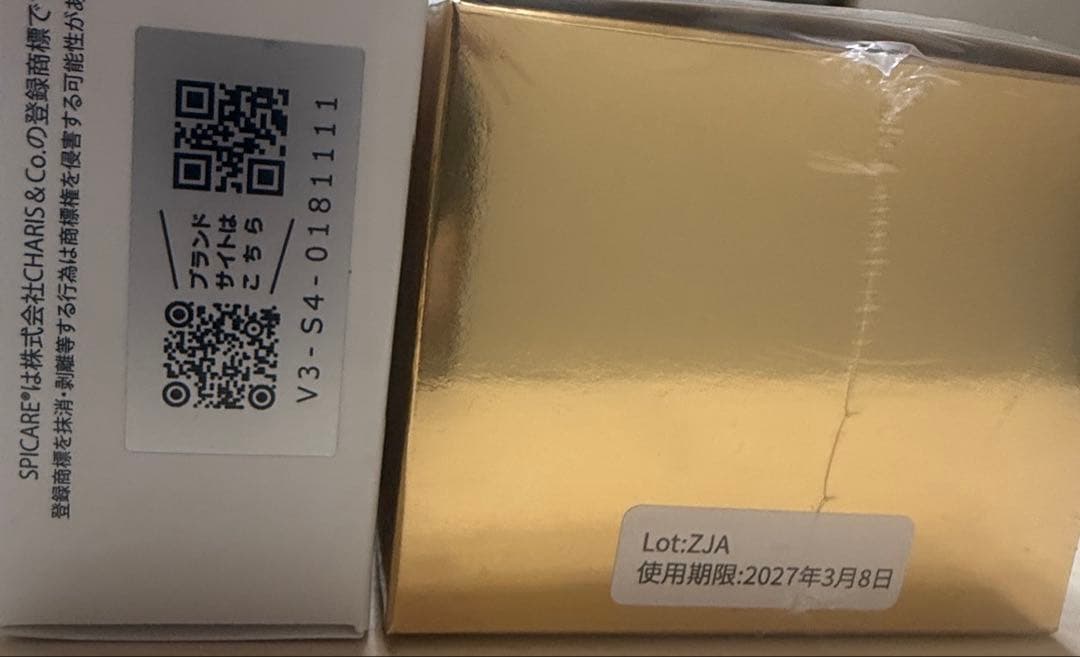 SPICARE®は株式会社CHARIS & Co.の登録商標で
登録商標を抹消・剥離等する行為は商標権を侵害する可能性があ
ブランド
サイトは
こちら
V3-S4-01811111
Lot:ZJA
使用期限:2027年3月8日